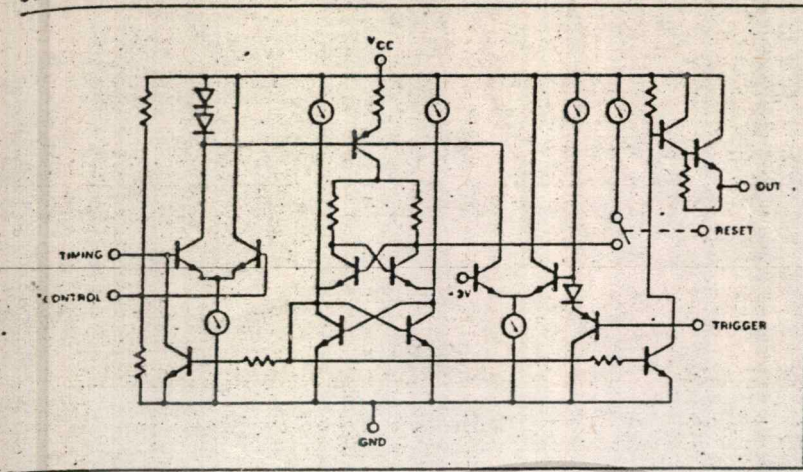 VCC
OUT
RESET
TIMING
CONTROL
-3V
TRIGGER
GND